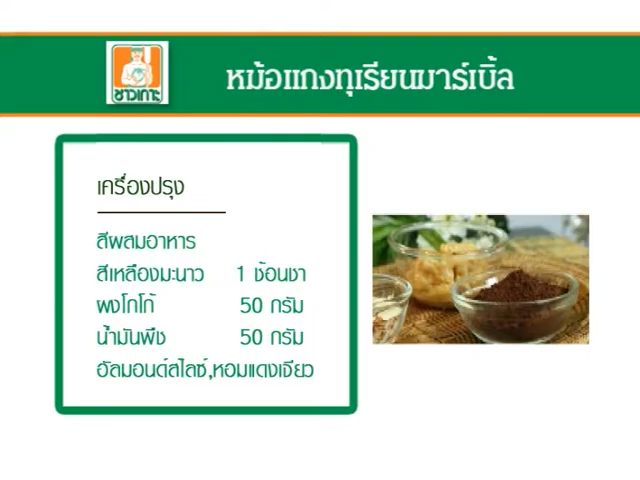 ชาวเกาะ
หม้อแกงทุเรียนมาร์เบิ้ล
เครื่องปรุง
สีผสมอาหาร
สีเหลืองมะนาว 1 ช้อนชา
ผงโกโก้ 50 กรัม
น้ำมันพืช 50 กรัม
อัลมอนด์สไลซ์,หอมแดงเจียว